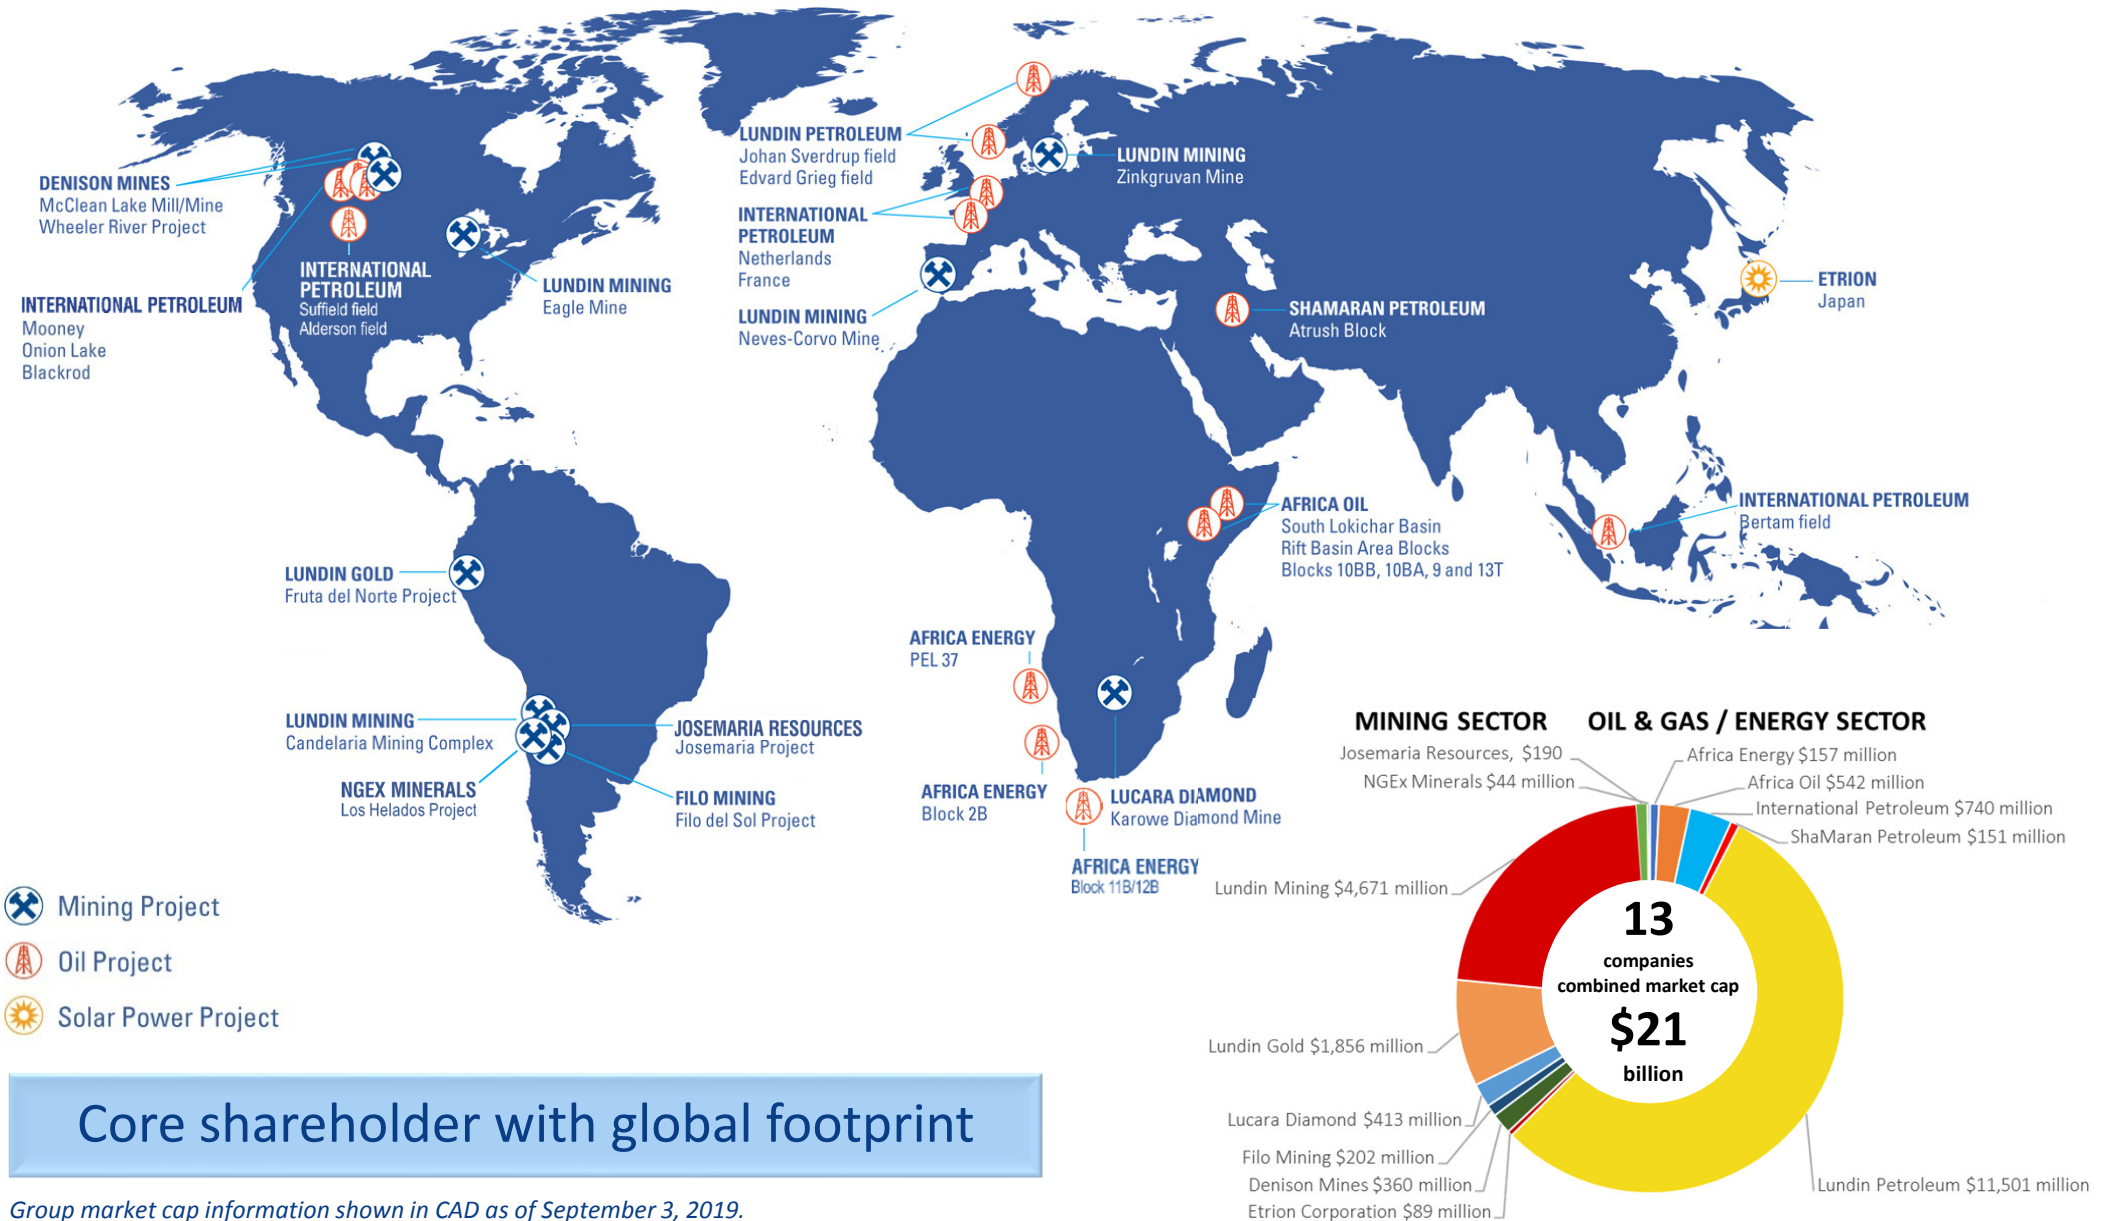 DENISON MINES
McClean Lake Mill/Mine
Wheeler River Project
INTERNATIONAL PETROLEUM
Mooney
Onion Lake
Blackrod
INTERNATIONAL
PETROLEUM
Suffield field
Alderson field
LUNDIN MINING
Eagle Mine
LUNDIN PETROLEUM
Johan Sverdrup field
Edvard Grieg field
INTERNATIONAL
PETROLEUM
Netherlands
France
LUNDIN MINING
Neves-Corvo Mine
LUNDIN MINING
Zinkgruvan Mine
SHAMARAN PETROLEUM
Atrush Block
ETRION
Japan
AFRICA OIL
South Lokichar Basin
Rift Basin Area Blocks
Blocks 10BB, 10BA, 9 and 13T
INTERNATIONAL PETROLEUM
Bertam field
LUNDIN GOLD
Fruta del Norte Project
LUNDIN MINING
Candelaria Mining Complex
NGEX MINERALS
Los Helados Project
JOSEMARIA RESOURCES
Josemaria Project
FILO MINING
Filo del Sol Project
AFRICA ENERGY
PEL 37
AFRICA ENERGY
Block 2B
LUCARA DIAMOND
Karowe Diamond Mine
AFRICA ENERGY
Block 11B/12B
Mining Project
Oil Project
Solar Power Project
MINING SECTOR
OIL & GAS / ENERGY SECTOR
Josemaria Resources, $190
NGEx Minerals $44 million
Africa Energy $157 million
Africa Oil $542 million
International Petroleum $740 million
ShaMaran Petroleum $151 million
Lundin Mining $4,671 million
13
companies
combined market cap
$21
billion
Lundin Gold $1,856 million
Lucara Diamond $413 million
Filo Mining $202 million
Denison Mines $360 million
Etrion Corporation $89 million
Lundin Petroleum $11,501 million
Core shareholder with global footprint
Group market cap information shown in CAD as of September 3, 2019.